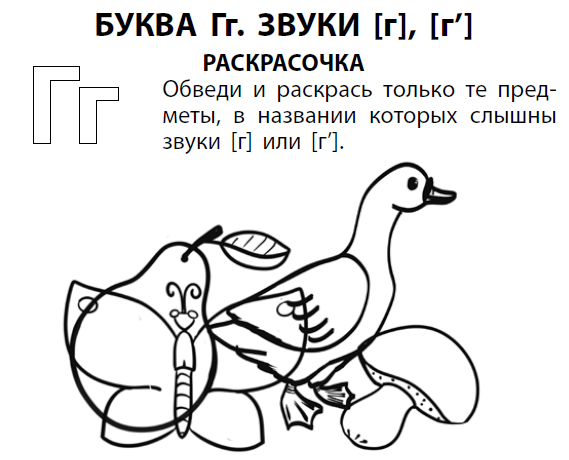 БУКВА Гг. ЗВУКИ [г], [г’]
РАСКРАСОЧКА
Гг
Обведи и раскрась только те пред-
меты, в названии которых слышны
звуки [г] или [г’].